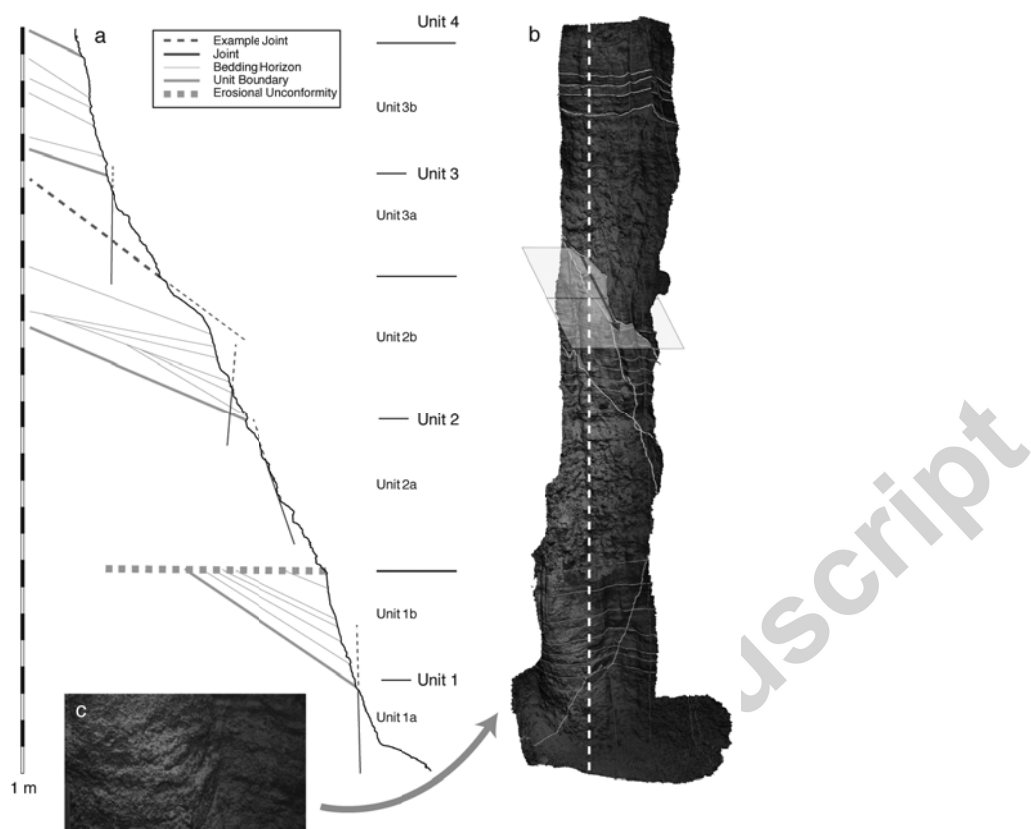 a
Example Joint
Joint
Bedding Horizon
Unit Boundary
Erosional Unconformity
Unit 4
Unit 3b
Unit 3
Unit 3a
Unit 2b
Unit 2
Unit 2a
Unit 1b
Unit 1
Unit 1a
b
c
1 m
uscript